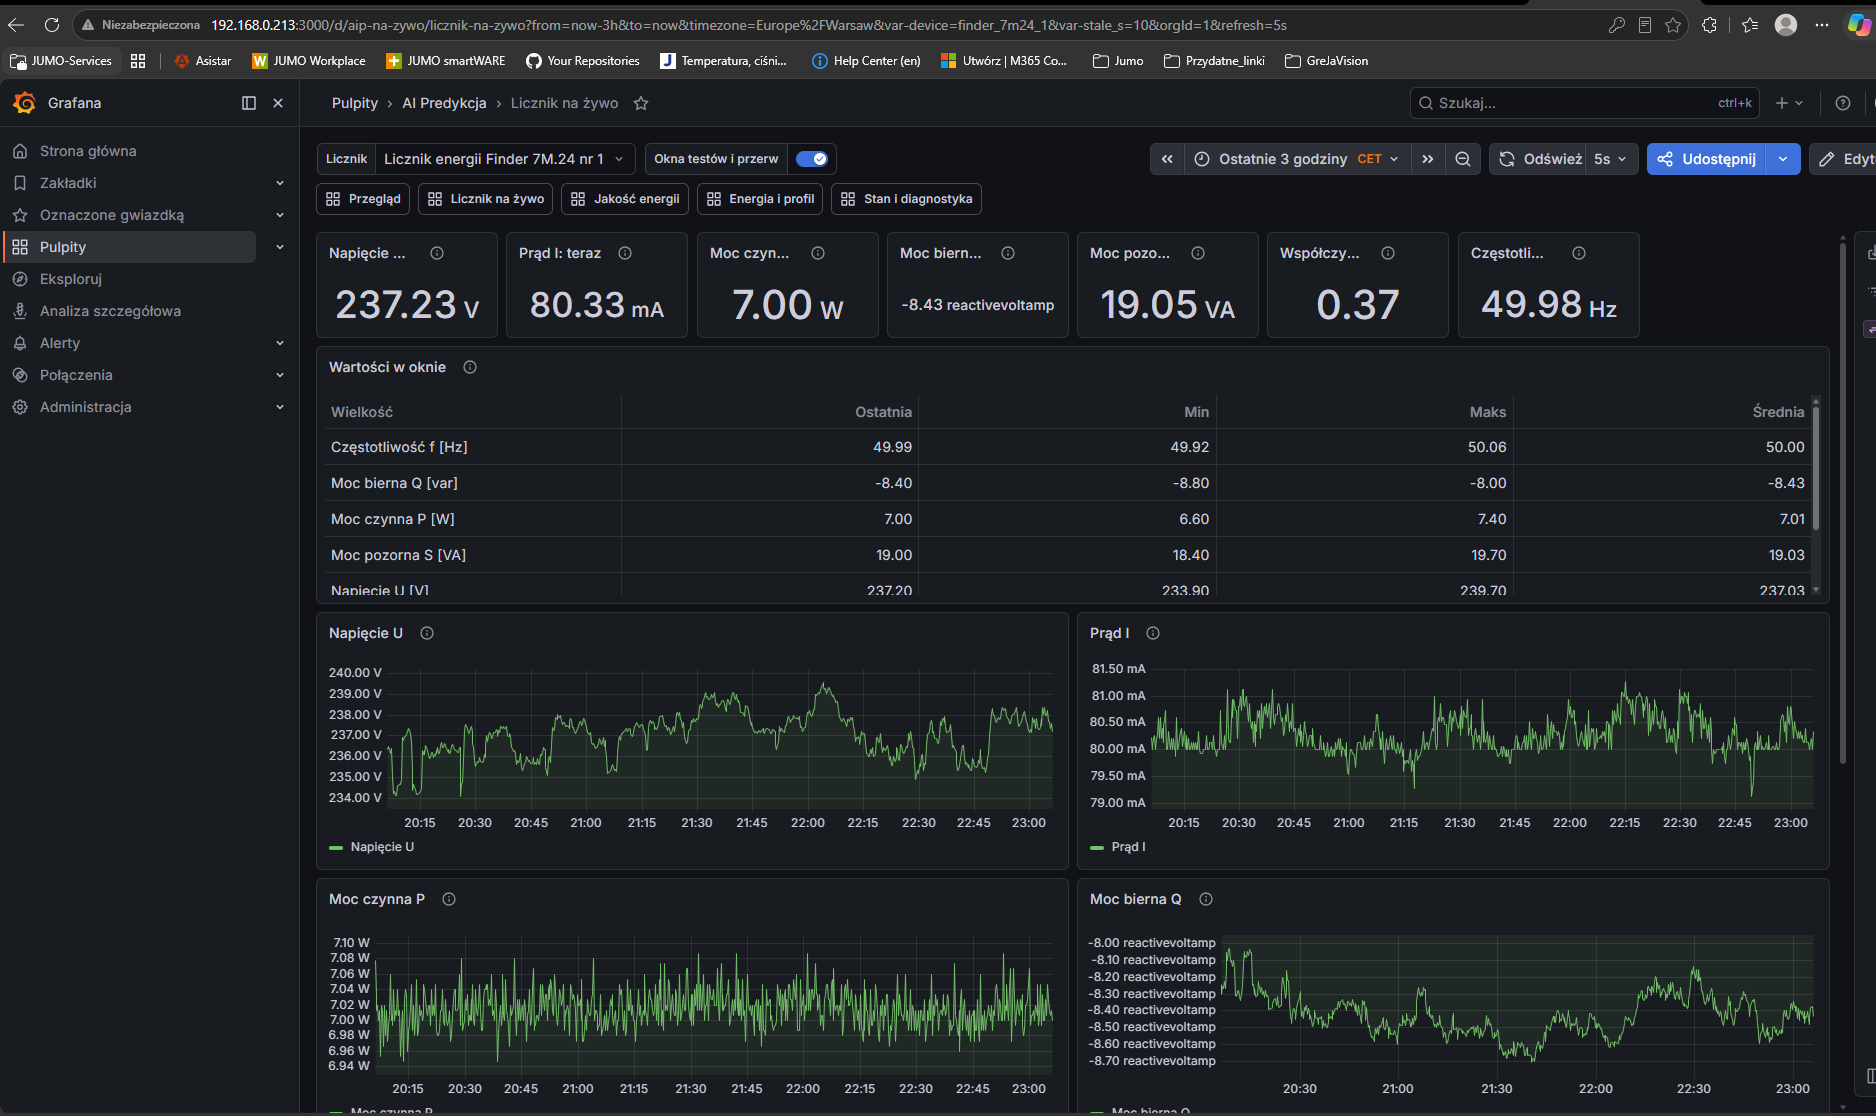 Niezabezpieczona 192.168.0.213:3000/d/aip-na-zywo/licznik-na-zywo?from=now-3h&to=now&timezone=Europe%2FWarsaw&var-device=finder_7m24_1&var-stale_s=10&orgId=1&refresh=5s
JUMO-Services Asistar JUMO Workplace JUMO smartWARE Your Repositories Temperatura, ciśni... Help Center (en) Utwórz | M365 Co... Jumo Przydatne_linki GreJaVision
Grafana
Pulpity › AI Predykcja › Licznik na żywo
Szukaj... ctrl+k
Strona główna
Zakładki
Oznaczone gwiazdką
Pulpity
Eksploruj
Analiza szczegółowa
Alerty
Połączenia
Administracja
Licznik Licznik energii Finder 7M.24 nr 1 Okna testów i przerw
Ostatnie 3 godziny CET Odśwież 5s Udostępnij Edyt
Przegląd Licznik na żywo Jakość energii Energia i profil Stan i diagnostyka
Napięcie ... Prąd I: teraz Moc czyn... Moc biern... Moc pozo... Współczy... Częstotli...
237.23 V 80.33 mA 7.00 W -8.43 reactivevoltamp 19.05 VA 0.37 49.98 Hz
Wartości w oknie
Wielkość Ostatnia Min Maks Średnia
Częstotliwość f [Hz] 49.99 49.92 50.06 50.00
Moc bierna Q [var] -8.40 -8.80 -8.00 -8.43
Moc czynna P [W] 7.00 6.60 7.40 7.01
Moc pozorna S [VA] 19.00 18.40 19.70 19.03
Napięcie U [V] 237.20 233.90 239.70 237.03
Napięcie U
240.00 V
239.00 V
238.00 V
237.00 V
236.00 V
235.00 V
234.00 V
20:15 20:30 20:45 21:00 21:15 21:30 21:45 22:00 22:15 22:30 22:45 23:00
Napięcie U
Prąd I
81.50 mA
81.00 mA
80.50 mA
80.00 mA
79.50 mA
79.00 mA
20:15 20:30 20:45 21:00 21:15 21:30 21:45 22:00 22:15 22:30 22:45 23:00
Prąd I
Moc czynna P
7.10 W
7.08 W
7.06 W
7.04 W
7.02 W
7.00 W
6.98 W
6.96 W
6.94 W
20:15 20:30 20:45 21:00 21:15 21:30 21:45 22:00 22:15 22:30 22:45 23:00
Moc czynna P
Moc bierna Q
-8.00 reactivevoltamp
-8.10 reactivevoltamp
-8.20 reactivevoltamp
-8.30 reactivevoltamp
-8.40 reactivevoltamp
-8.50 reactivevoltamp
-8.60 reactivevoltamp
-8.70 reactivevoltamp
20:30 21:00 21:30 22:00 22:30 23:00
Moc bierna Q